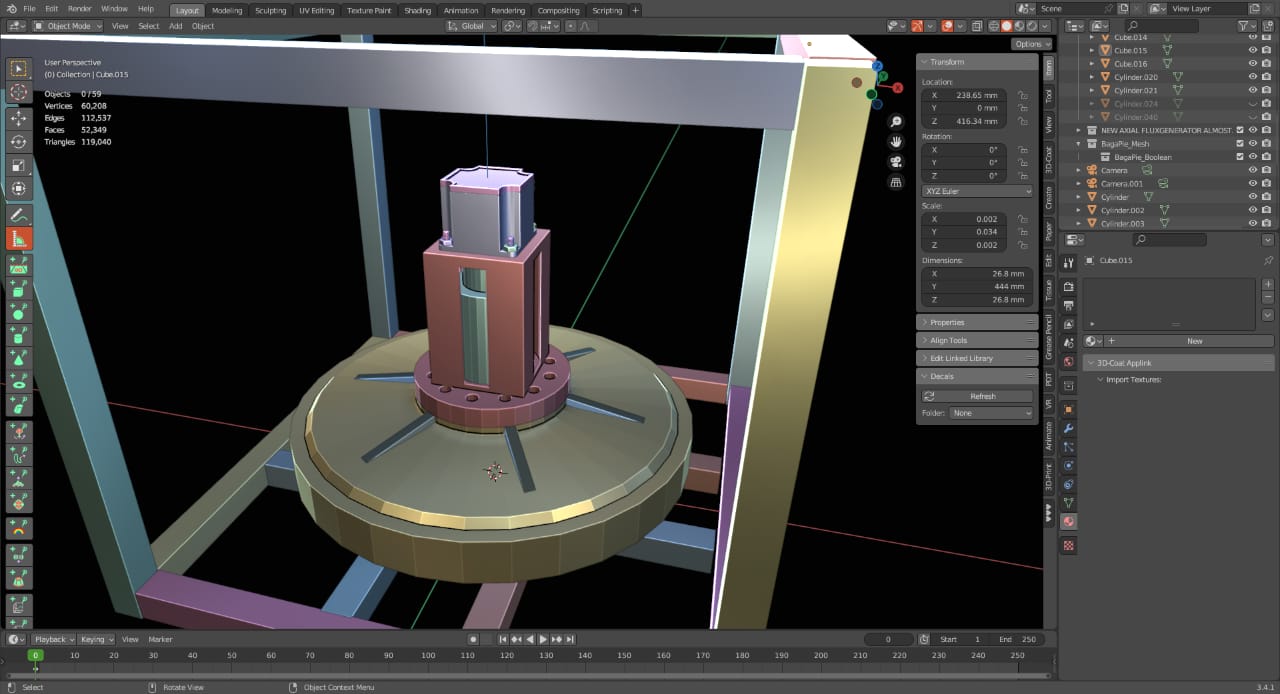 File Edit Render Window Help Layout Modeling Sculpting UV Editing Texture Paint Shading Animation Rendering Compositing Scripting + Scene View Layer
Object Mode View Select Add Object Global
Options
User Perspective
(0) Collection | Cube.015
Objects 0/59
Vertices 60,208
Edges 112,537
Faces 52,349
Triangles 119,040
Transform
Location:
X 238.65 mm
Y 0 mm
Z 416.34 mm
Rotation:
X 0°
Y 0°
Z 0°
XYZ Euler
Scale:
X 0.002
Y 0.034
Z 0.002
Dimensions:
X 26.8 mm
Y 444 mm
Z 26.8 mm
Properties
Align Tools
Edit Linked Library
Decals
Refresh
Folder: None
Item
Tool
View
3D-Coat
Create
Paper
Edit
Tissue
Grease Pencil
PDT
VR
Animate
3D-Print
Z
Y
X
Cube.014
Cube.015
Cube.016
Cylinder.020
Cylinder.021
Cylinder.024
Cylinder.040
NEW AXIAL FLUXGENERATOR ALMOST
BagaPie_Mesh
BagaPie_Boolean
Camera
Camera.001
Cylinder
Cylinder.002
Cylinder.003
Cube.015
New
3D-Coat Applink
Import Textures:
Playback Keying View Marker 0 Start 1 End 250
0 10 20 30 40 50 60 70 80 90 100 110 120 130 140 150 160 170 180 190 200 210 220 230 240 250
Select Rotate View Object Context Menu 3.4.1